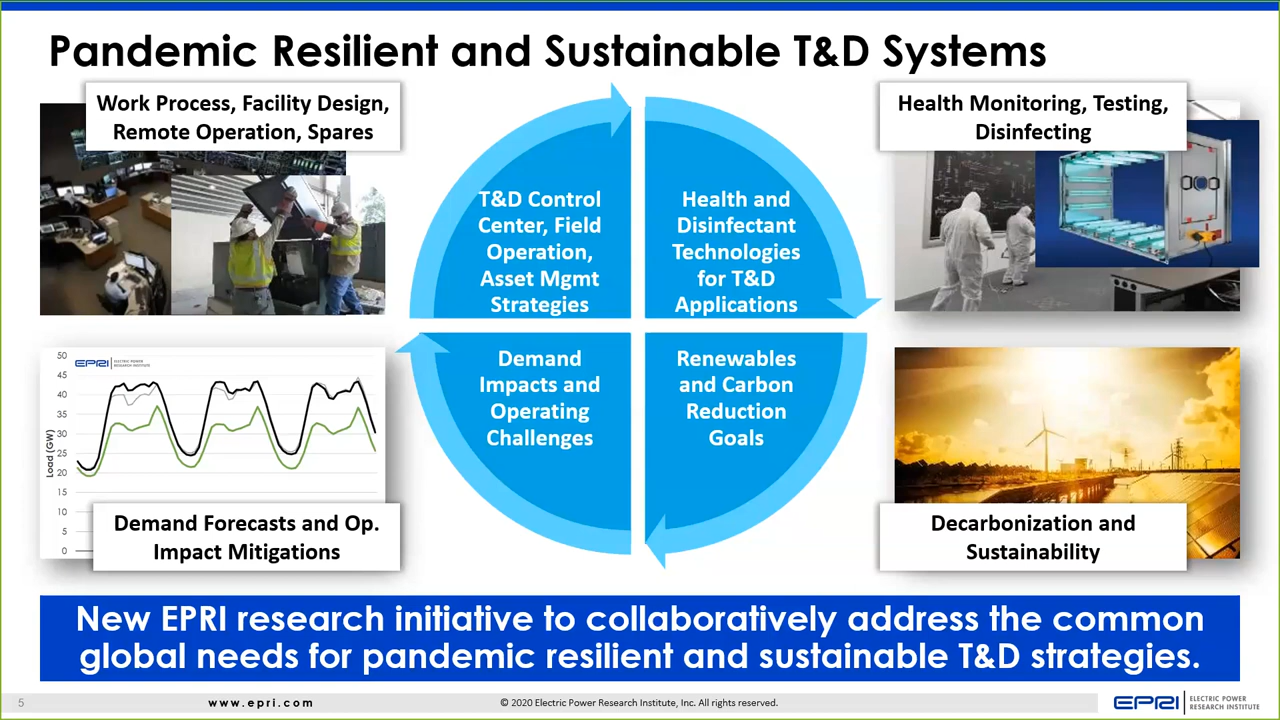 Pandemic Resilient and Sustainable T&D Systems
Work Process, Facility Design,
Remote Operation, Spares
Health Monitoring, Testing,
Disinfecting
T&D Control
Center, Field
Operation,
Asset Mgmt
Strategies
Health and
Disinfectant
Technologies
for T&D
Applications
Demand
Impacts and
Operating
Challenges
Renewables
and Carbon
Reduction
Goals
EPRI ELECTRIC POWER
RESEARCH INSTITUTE
Load (GW)
50
45
40
35
30
25
20
15
10
5
0
Demand Forecasts and Op.
Impact Mitigations
Decarbonization and
Sustainability
New EPRI research initiative to collaboratively address the common
global needs for pandemic resilient and sustainable T&D strategies.
5
www.epri.com
© 2020 Electric Power Research Institute, Inc. All rights reserved.
EPRI ELECTRIC POWER
RESEARCH INSTITUTE